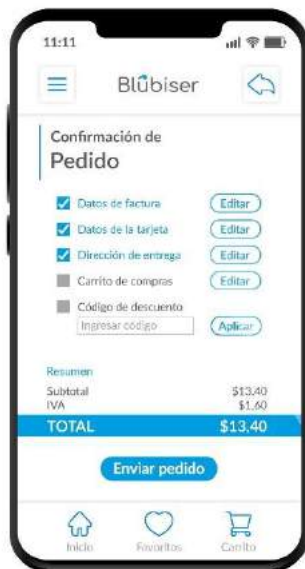 11:11
Blūbiser
Confirmación de
Pedido
Datos de factura Editar
Datos de la tarjeta Editar
Dirección de entrega Editar
Carrito de compras Editar
Código de descuento
Ingresar código Aplicar
Resumen
Subtotal $13,40
IVA $1,60
TOTAL $13,40
Enviar pedido
Inicio Favoritos Carrito